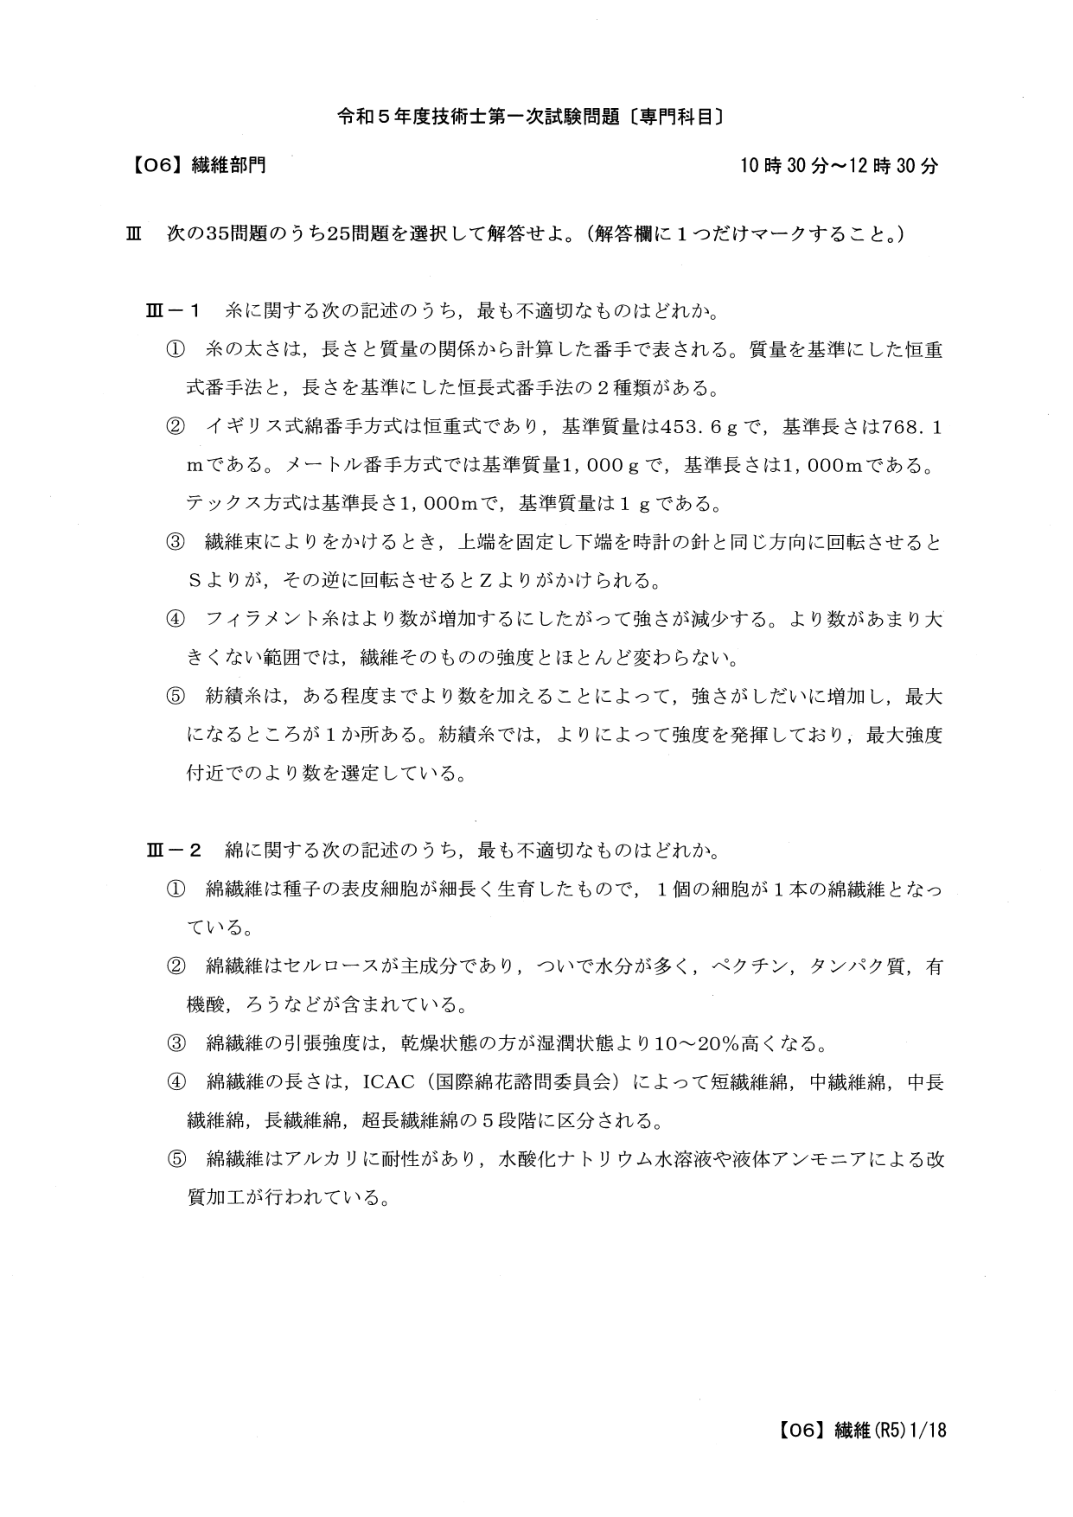 令和５年度技術士第一次試験問題〔専門科目〕
【０６】繊維部門　10時30分～12時30分
Ⅲ　次の35問題のうち25問題を選択して解答せよ。（解答欄に１つだけマークすること。）
Ⅲ－１　糸に関する次の記述のうち，最も不適切なものはどれか。
①　糸の太さは，長さと質量の関係から計算した番手で表される。質量を基準にした恒重
式番手法と，長さを基準にした恒長式番手法の２種類がある。
②　イギリス式綿番手方式は恒重式であり，基準質量は453.6ｇで，基準長さは768.1
ｍである。メートル番手方式では基準質量1,000ｇで，基準長さは1,000ｍである。
テックス方式は基準長さ1,000ｍで，基準質量は１ｇである。
③　繊維束によりをかけるとき，上端を固定し下端を時計の針と同じ方向に回転させると
Ｓよりが，その逆に回転させるとＺよりがかけられる。
④　フィラメント糸はより数が増加するにしたがって強さが減少する。より数があまり大
きくない範囲では，繊維そのものの強度とほとんど変わらない。
⑤　紡績糸は，ある程度までより数を加えることによって，強さがしだいに増加し，最大
になるところが１か所ある。紡績糸では，よりによって強度を発揮しており，最大強度
付近でのより数を選定している。
Ⅲ－２　綿に関する次の記述のうち，最も不適切なものはどれか。
①　綿繊維は種子の表皮細胞が細長く生育したもので，１個の細胞が１本の綿繊維となっ
ている。
②　綿繊維はセルロースが主成分であり，ついで水分が多く，ペクチン，タンパク質，有
機酸，ろうなどが含まれている。
③　綿繊維の引張強度は，乾燥状態の方が湿潤状態より10～20％高くなる。
④　綿繊維の長さは，ICAC（国際綿花諮問委員会）によって短繊維綿，中繊維綿，中長
繊維綿，長繊維綿，超長繊維綿の５段階に区分される。
⑤　綿繊維はアルカリに耐性があり，水酸化ナトリウム水溶液や液体アンモニアによる改
質加工が行われている。
【０６】繊維(R5)1/18